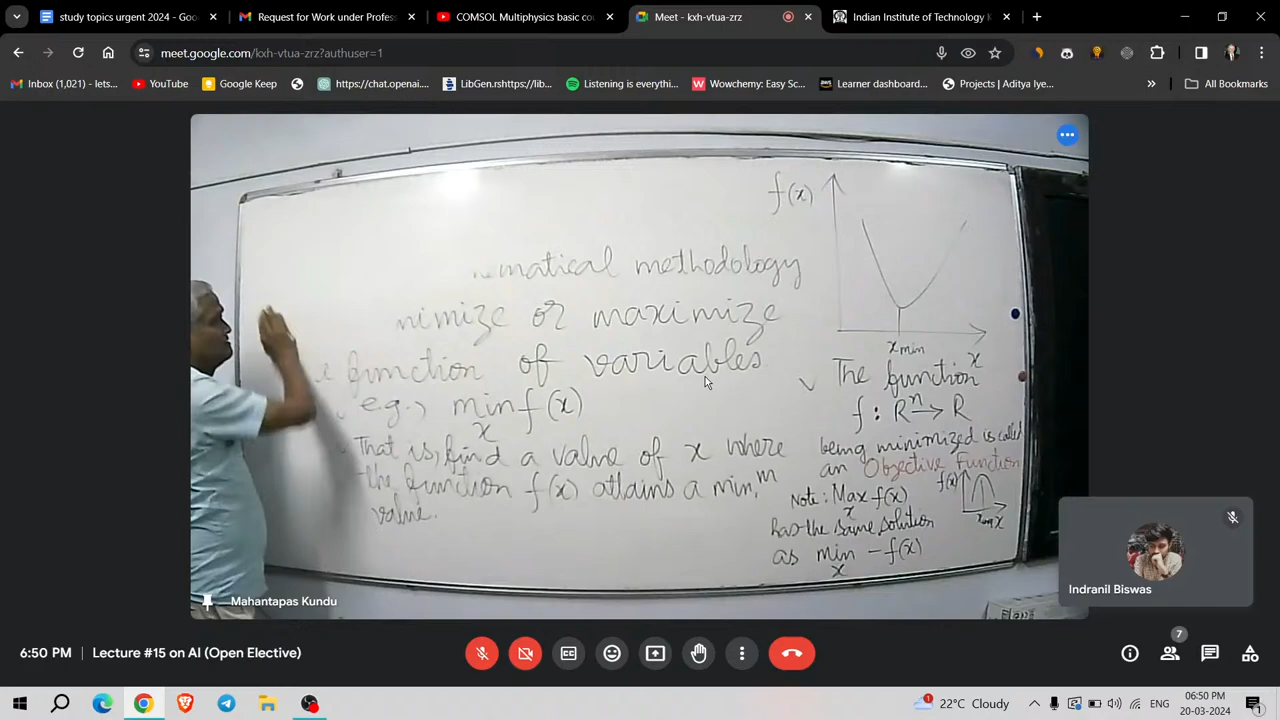 study topics urgent 2024 - Goo
Request for Work under Profess
COMSOL Multiphysics basic cou
Meet - kxh-vtua-zrz
Indian Institute of Technology K
meet.google.com/kxh-vtua-zrz?authuser=1
Inbox (1,021) - lets...
YouTube
Google Keep
https://chat.openai...
LibGen.rshttps://lib...
Listening is everythi...
Wowchemy: Easy Sc...
Learner dashboard...
Projects | Aditya Iye...
All Bookmarks
matical methodology
nimize or maximize
function of variables
e.g., min f(x)
x
That is, find a value of x where
the function f(x) attains a min.m
value.
f(x)
xmin
x
The function
f : Rn → R
being minimized is called
an Objective Function
Note: Max f(x)
x
has the same solution
as min -f(x)
x
f(x)
x
Mahantapas Kundu
Indranil Biswas
6:50 PM | Lecture #15 on AI (Open Elective)
7
1
22°C Cloudy
ENG
06:50 PM
20-03-2024
1